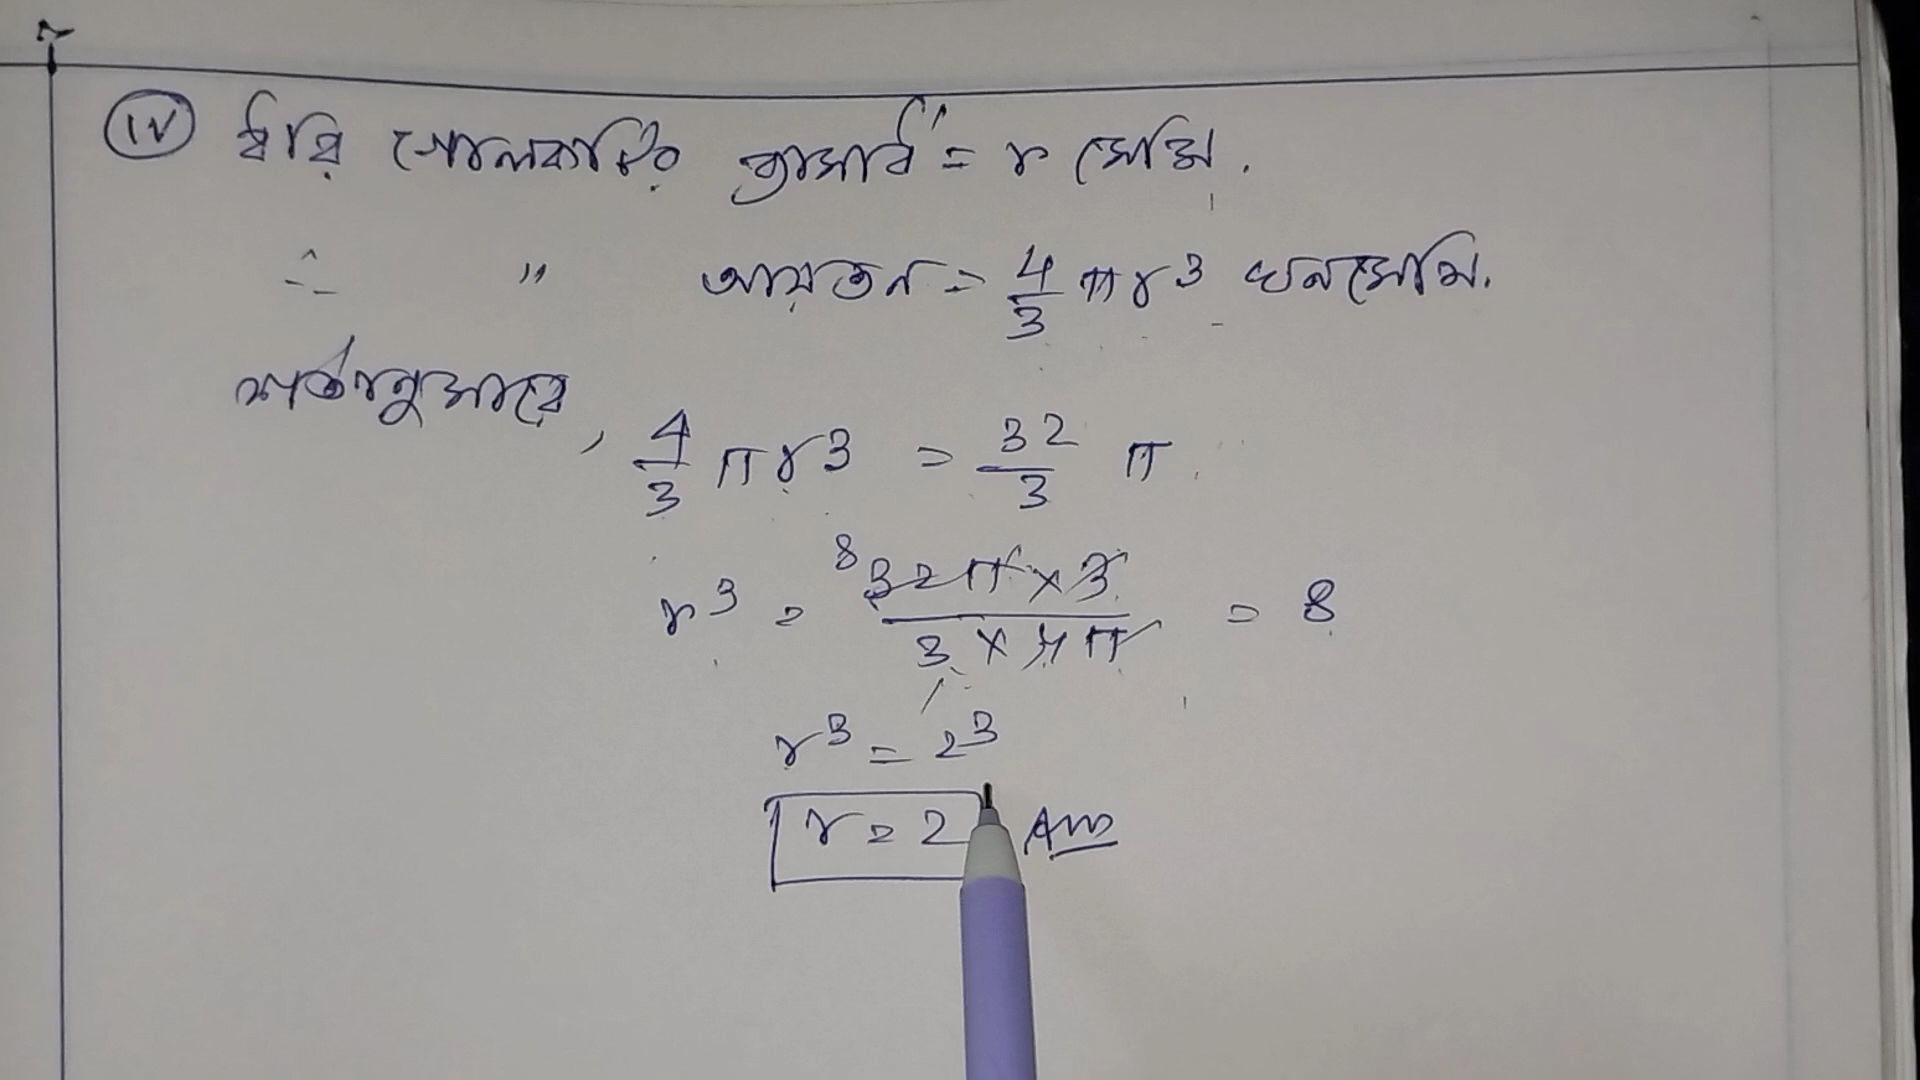 (iv) ধরি গোলকটির ব্যাসার্ধ = r সেমি.
∴ " আয়তন = 4/3 πr³ ঘনসেমি.
শর্তানুসারে, 4/3 πr³ = 32/3 π
r³ = 8 32π×3 / 3×4π = 8
r³ = 2³
r = 2 Ans